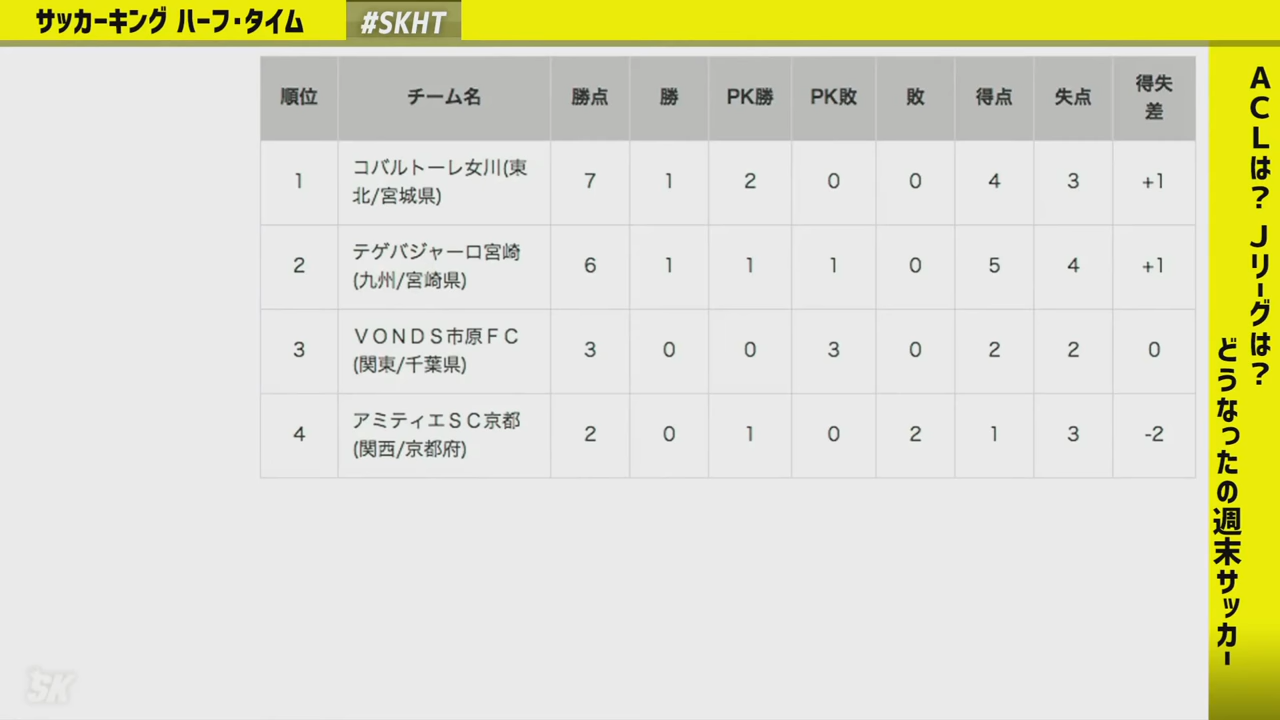 サッカーキング ハーフ・タイム
#SKHT
順位 チーム名 勝点 勝 PK勝 PK敗 敗 得点 失点 得失差
1 コバルトーレ女川(東北/宮城県) 7 1 2 0 0 4 3 +1
2 テゲバジャーロ宮崎(九州/宮崎県) 6 1 1 1 0 5 4 +1
3 ＶＯＮＤＳ市原ＦＣ(関東/千葉県) 3 0 0 3 0 2 2 0
4 アミティエＳＣ京都(関西/京都府) 2 0 1 0 2 1 3 -2
ACLは？ Jリーグは？
どうなったの週末サッカー
SK